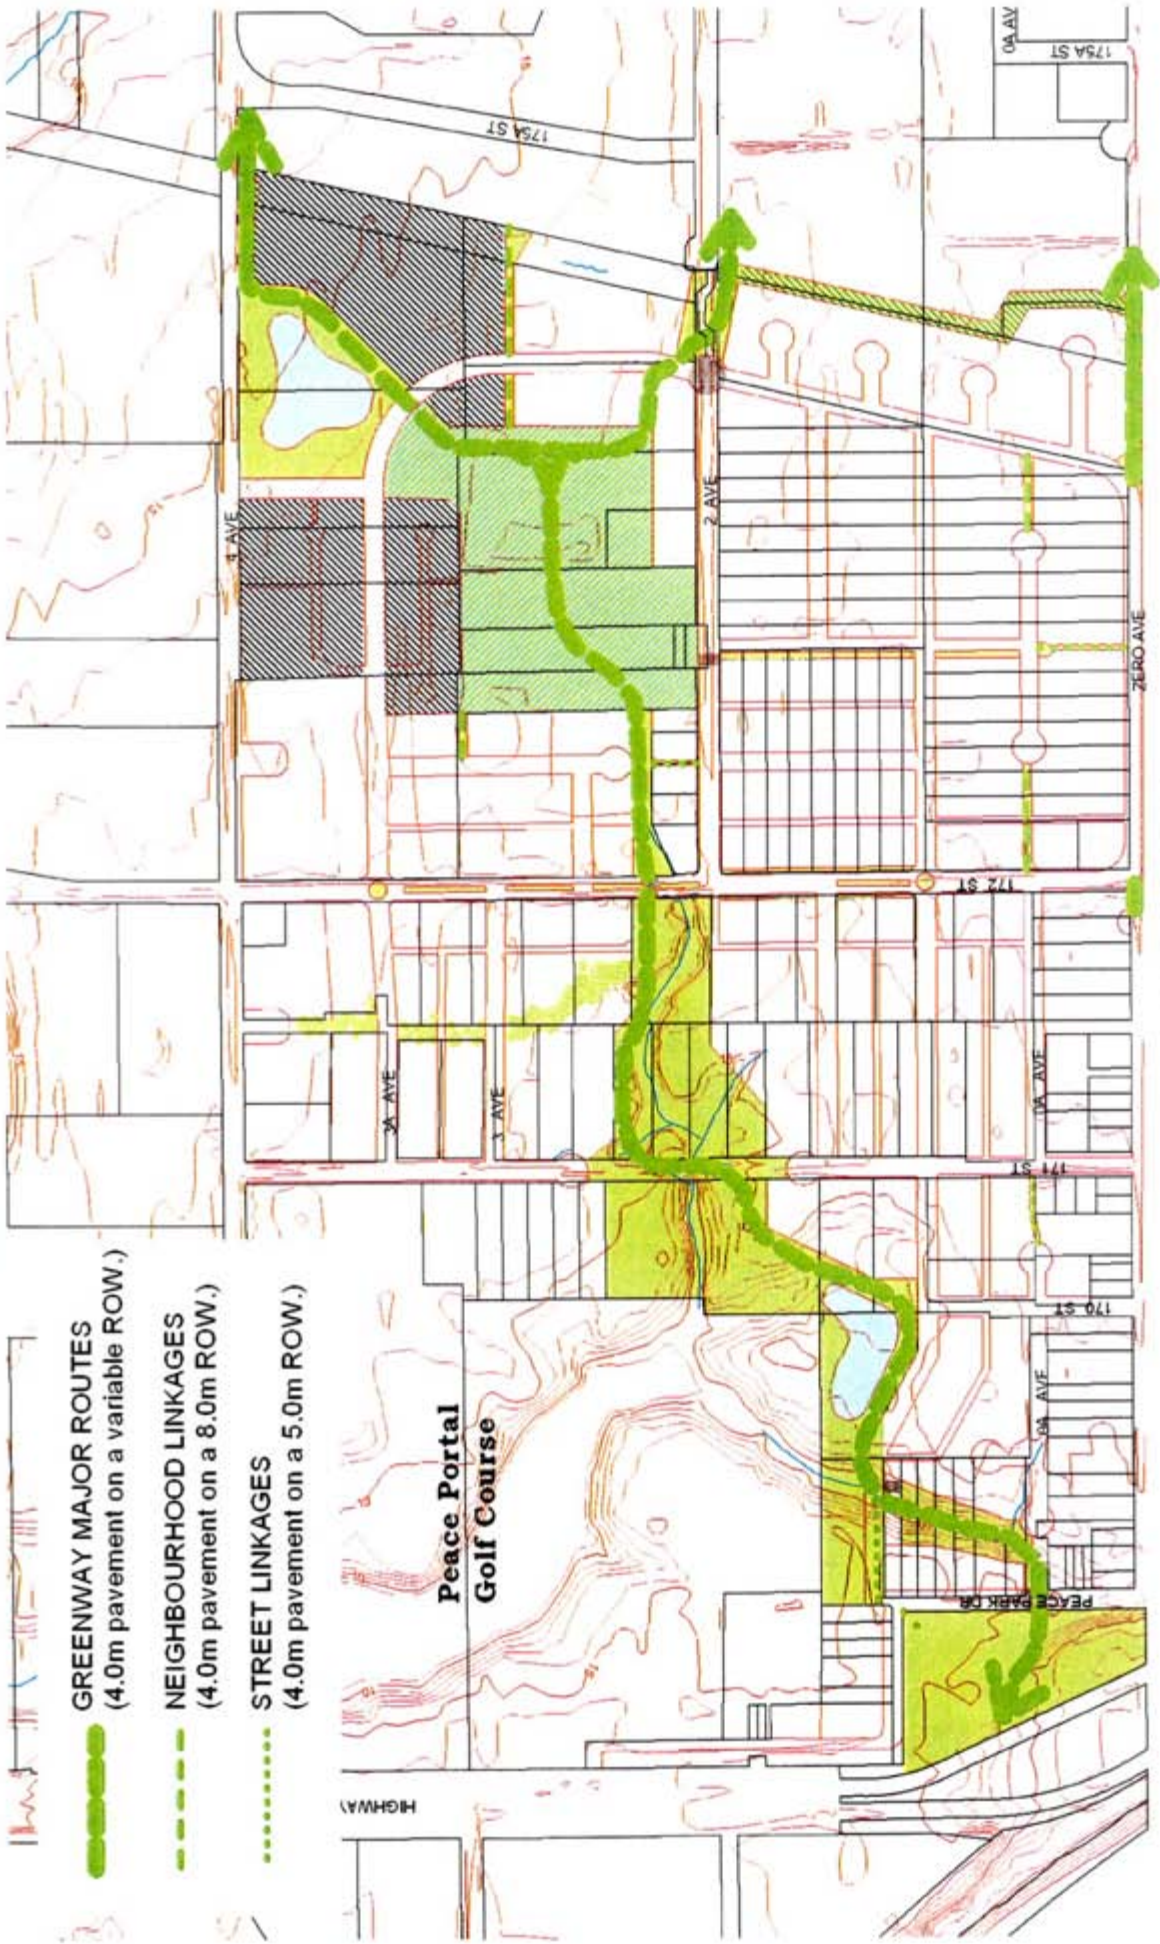 GREENWAY MAJOR ROUTES
(4.0m pavement on a variable ROW.)
NEIGHBOURHOOD LINKAGES
(4.0m pavement on a 8.0m ROW.)
STREET LINKAGES
(4.0m pavement on a 5.0m ROW.)
Peace Portal
Golf Course
HIGHWAY
PEACE PARK DR
170 ST
0A AVE
171 ST
0A AVE
3A AVE
3 AVE
172 ST
4 AVE
2 AVE
ZERO AVE
175A ST
175A ST
0A AV